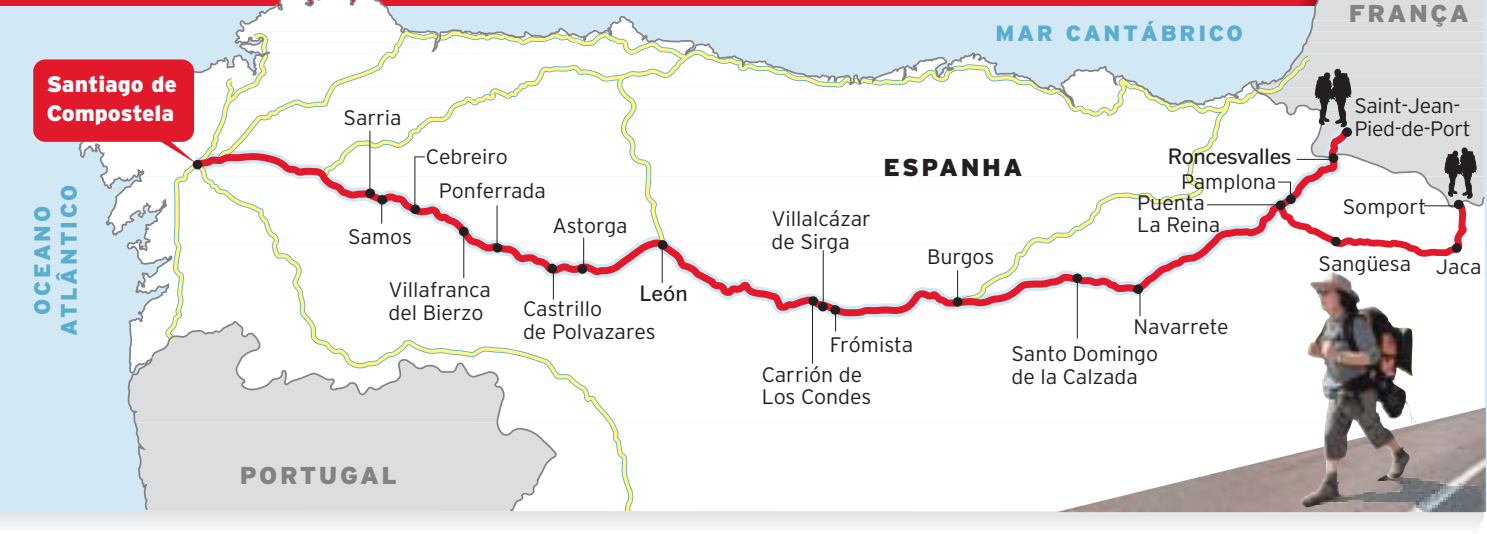 FRANÇA
MAR CANTÁBRICO
Santiago de
Compostela
Saint-Jean-
Pied-de-Port
Sarria
Cebreiro
ESPANHA
Roncesvalles
Pamplona
Ponferrada
Puenta
La Reina
Somport
OCEANO
ATLÂNTICO
Samos
Astorga
Villalcázar
de Sirga
Burgos
Sangüesa
Jaca
Villafranca
del Bierzo
León
Castrillo
de Polvazares
Navarrete
Frómista
Santo Domingo
de la Calzada
Carrión de
Los Condes
PORTUGAL